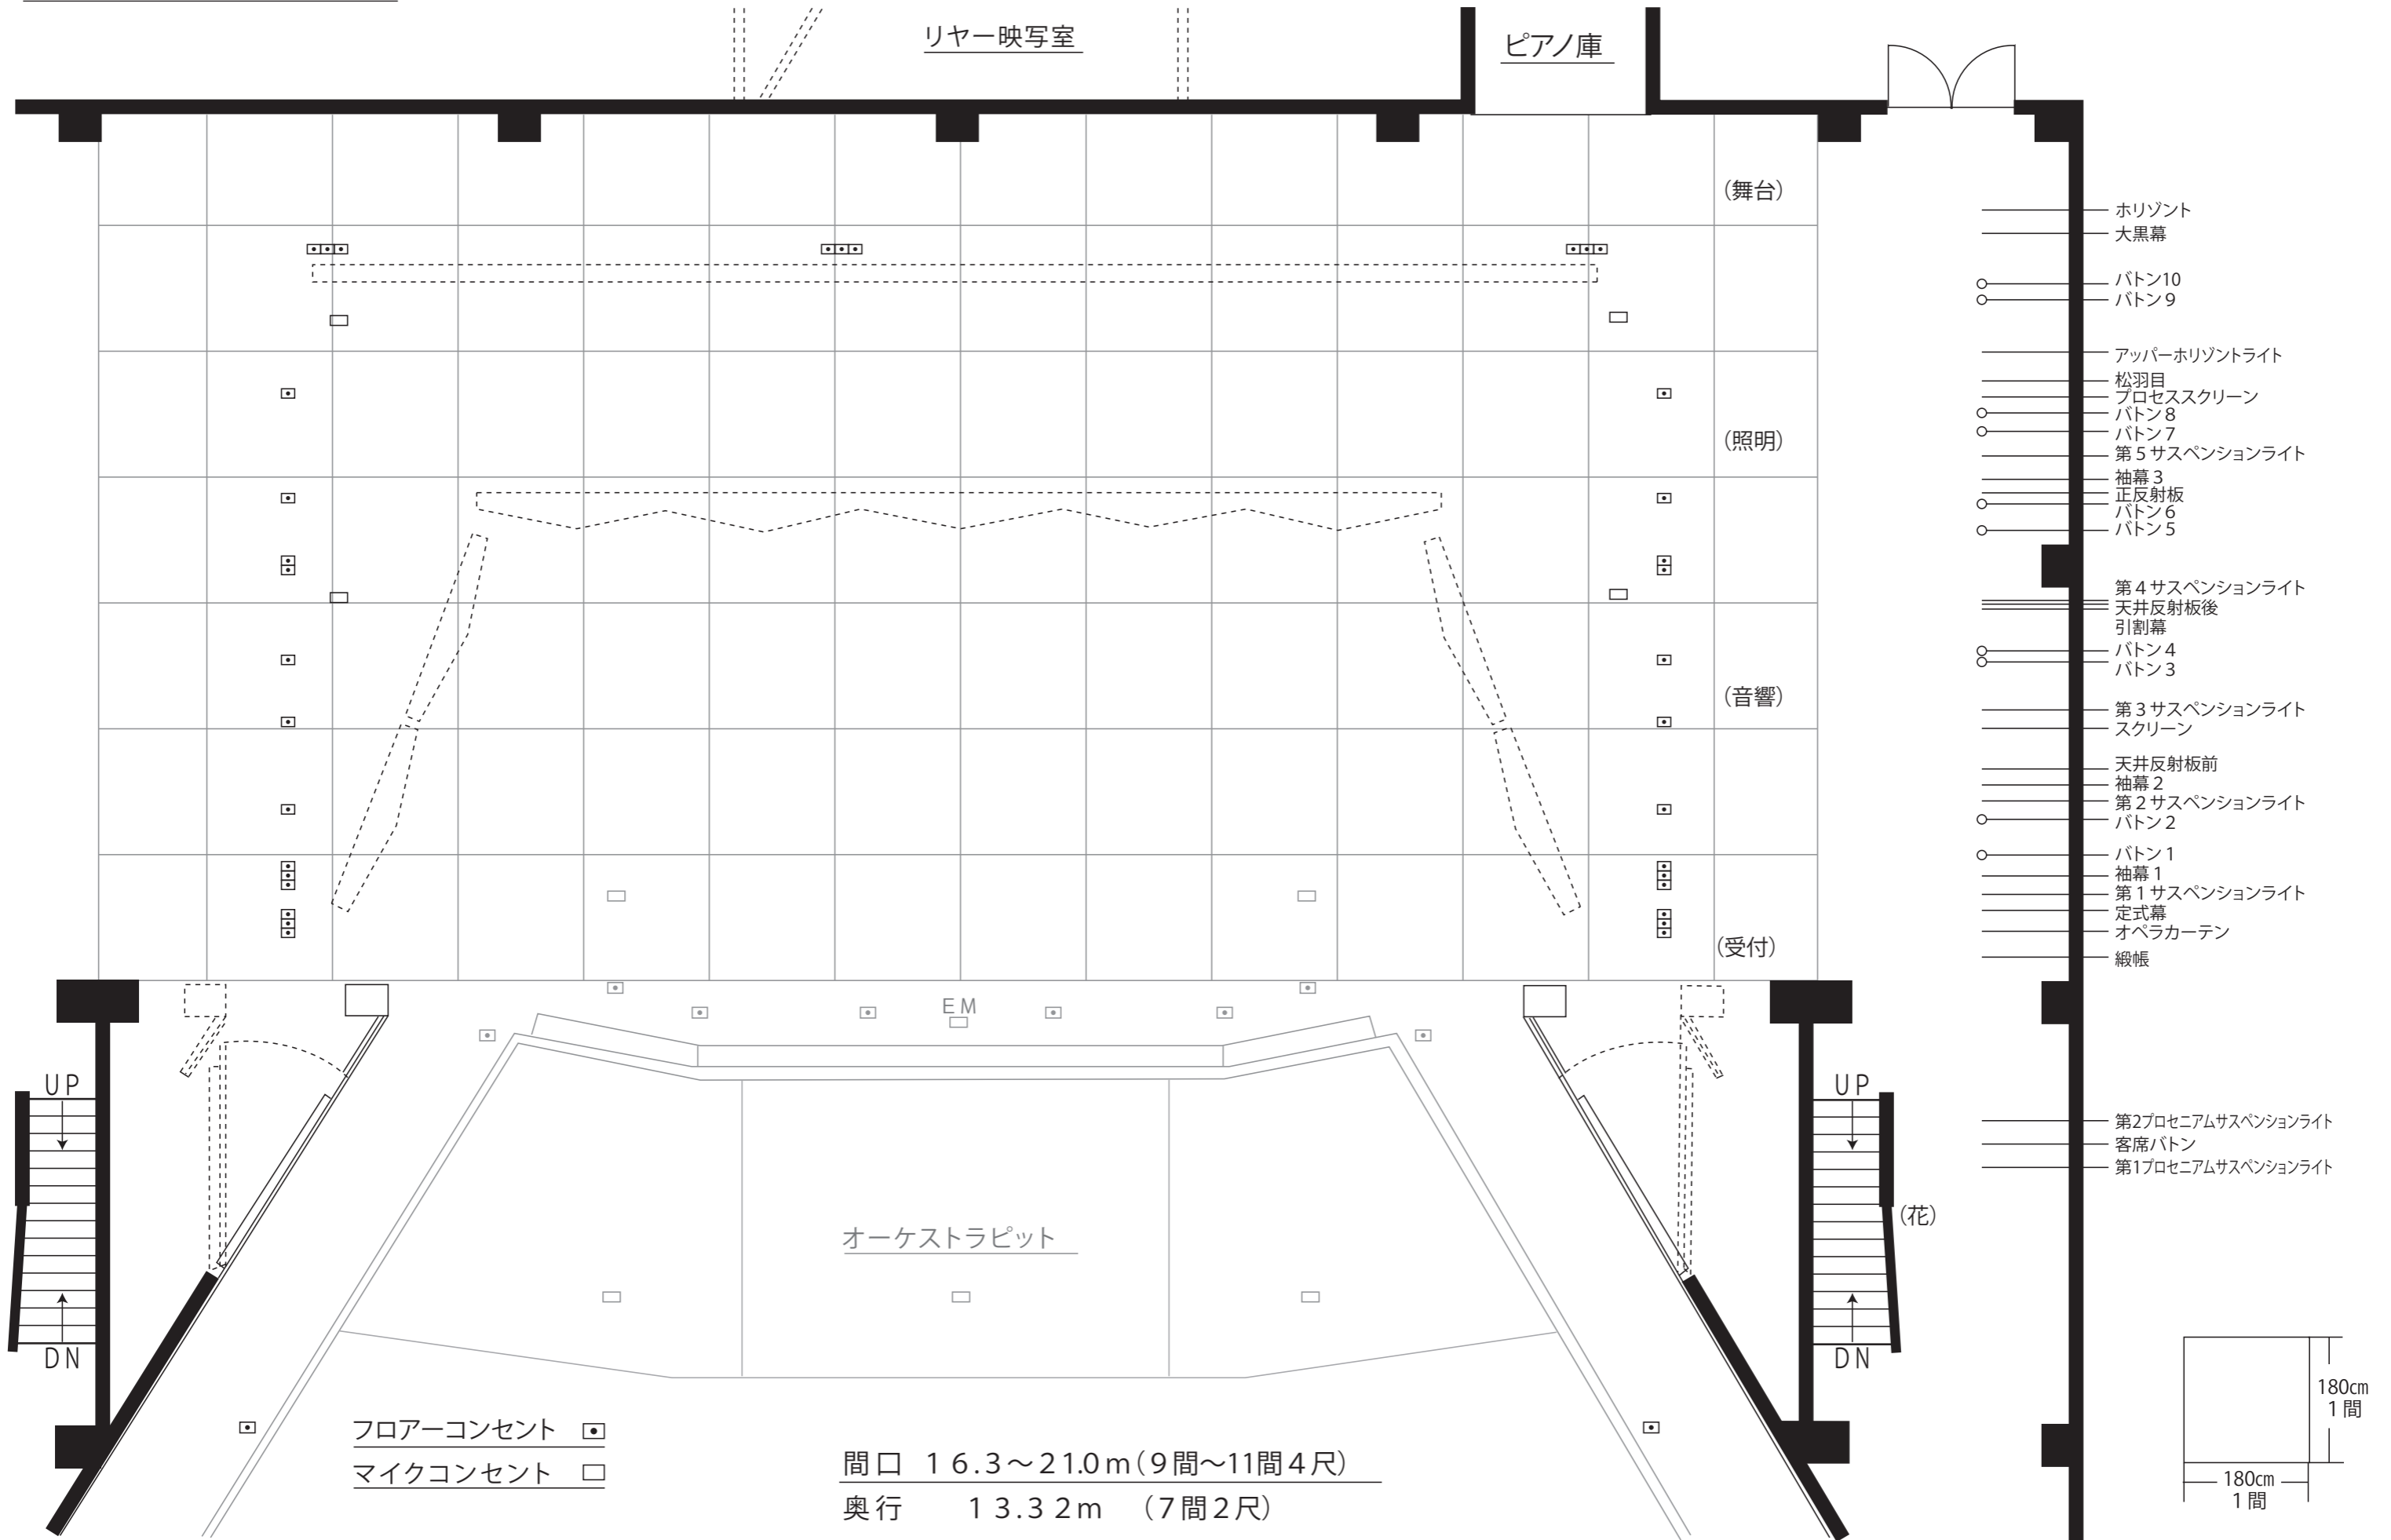 リヤー映写室
ピアノ庫
(舞台)
(照明)
(音響)
(受付)
ホリゾント
大黒幕
バトン10
バトン9
アッパーホリゾントライト
松羽目
プロセススクリーン
バトン8
バトン7
第5サスペンションライト
袖幕3
正反射板
バトン6
バトン5
第4サスペンションライト
天井反射板後
引割幕
バトン4
バトン3
第3サスペンションライト
スクリーン
天井反射板前
袖幕2
第2サスペンションライト
バトン2
バトン1
袖幕1
第1サスペンションライト
定式幕
オペラカーテン
緞帳
第2プロセニアムサスペンションライト
客席バトン
第1プロセニアムサスペンションライト
EM
UP
DN
UP
DN
(花)
オーケストラピット
フロアーコンセント
マイクコンセント
間口 16.3〜21.0m(9間〜11間4尺)
奥行 13.32m (7間2尺)
180cm
1間
180cm
1間